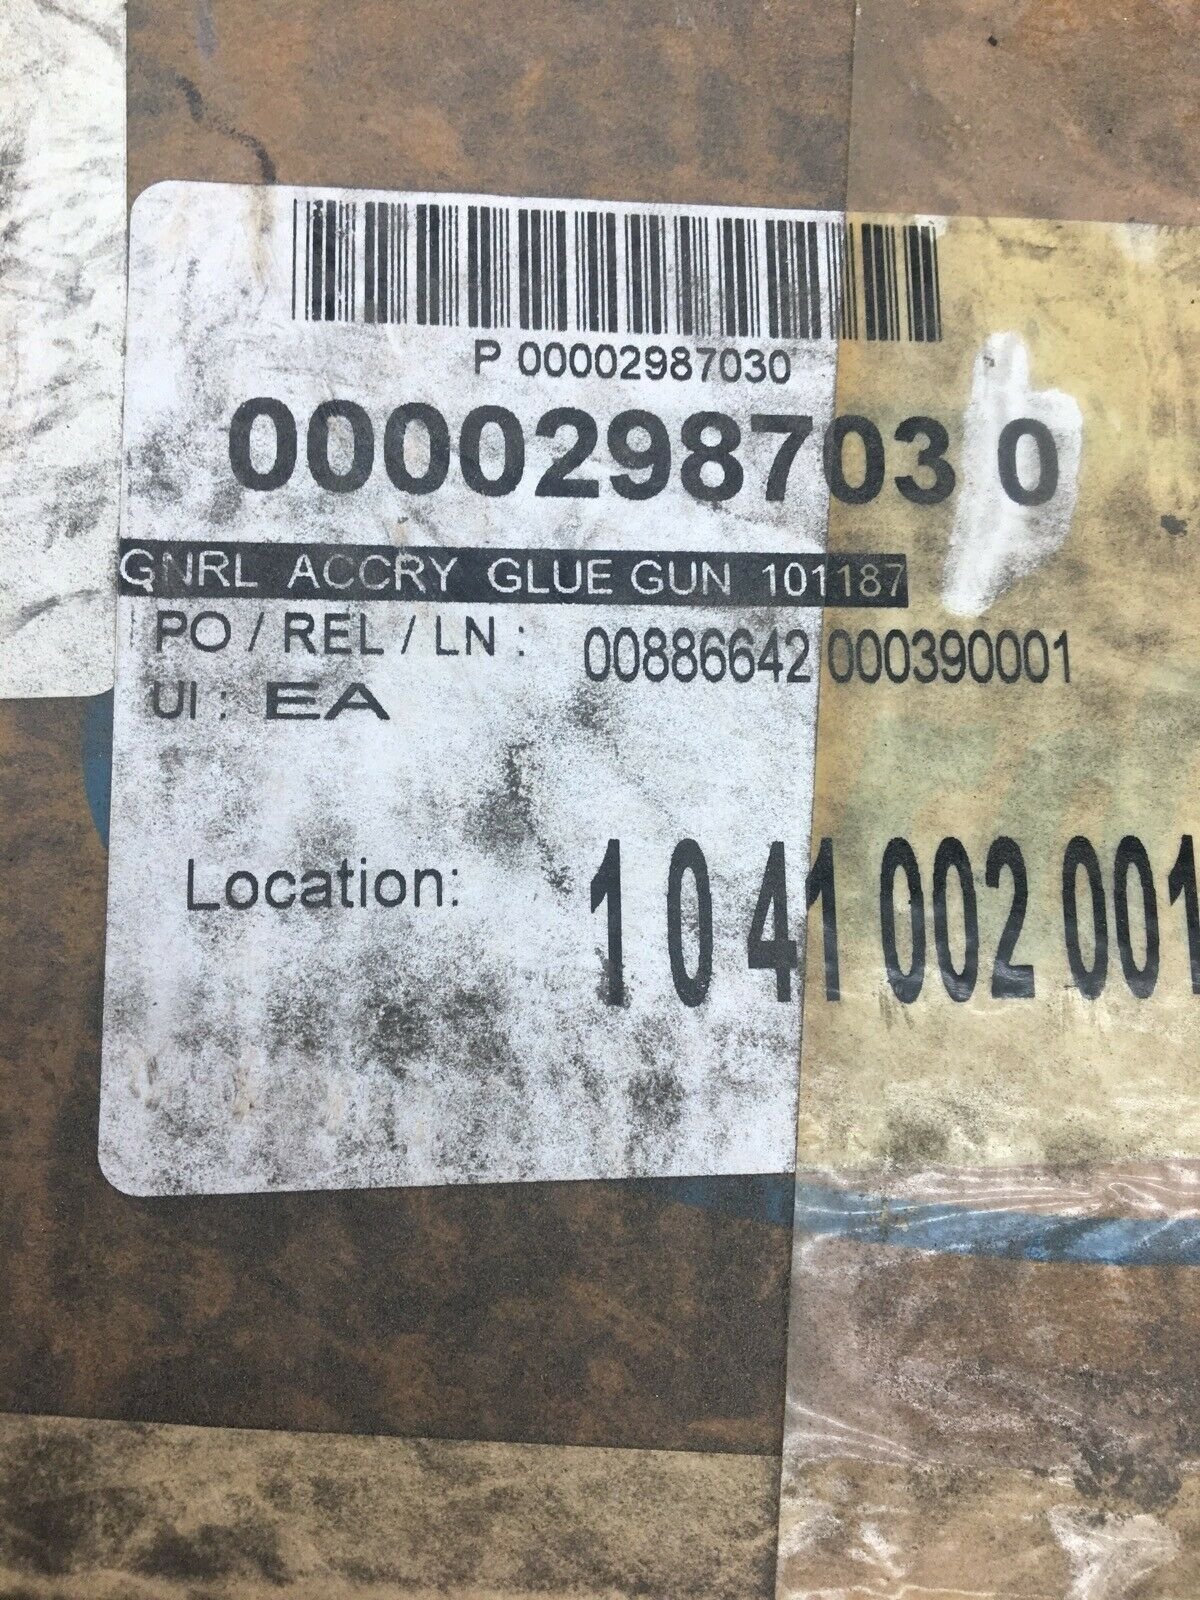 P 00002987030
00002987030
GNRL ACCRY GLUE GUN 101187
PO / REL / LN : 00886642 000390001
UI : EA
Location: 1 0 41 002 001